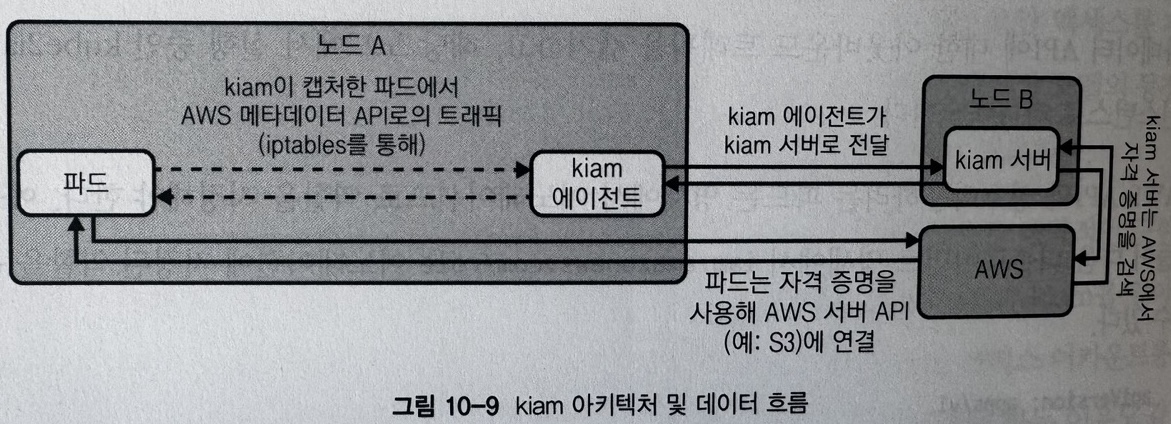 노드 A
kiam이 캡처한 파드에서
AWS 메타데이터 API로의 트래픽
(iptables를 통해)
파드
kiam
에이전트
kiam 에이전트가
kiam 서버로 전달
노드 B
kiam 서버
kiam 서버는 AWS에서
자격 증명을 검색
AWS
파드는 자격 증명을
사용해 AWS 서버 API
(예: S3)에 연결
그림 10-9 kiam 아키텍처 및 데이터 흐름